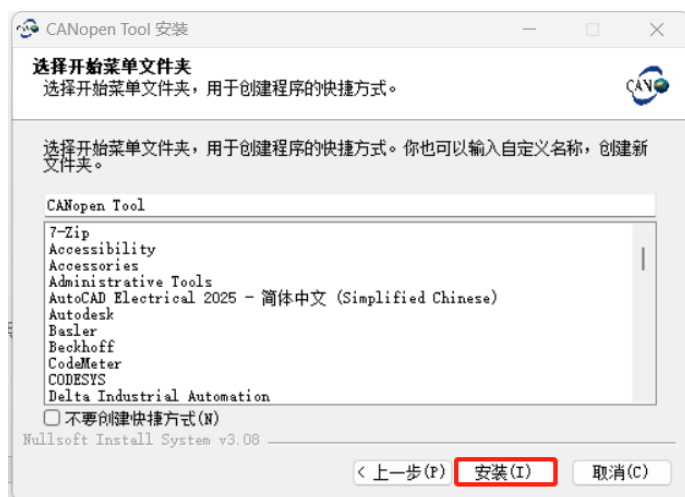 CANopen Tool 安装
选择开始菜单文件夹
选择开始菜单文件夹，用于创建程序的快捷方式。
CANO
选择开始菜单文件夹，用于创建程序的快捷方式。你也可以输入自定义名称，创建新
文件夹。
CANopen Tool
7-Zip
Accessibility
Accessories
Administrative Tools
AutoCAD Electrical 2025 - 简体中文 (Simplified Chinese)
Autodesk
Basler
Beckhoff
CodeMeter
CODESYS
Delta Industrial Automation
不要创建快捷方式(N)
Nullsoft Install System v3.08
< 上一步(P) 安装(I) 取消(C)